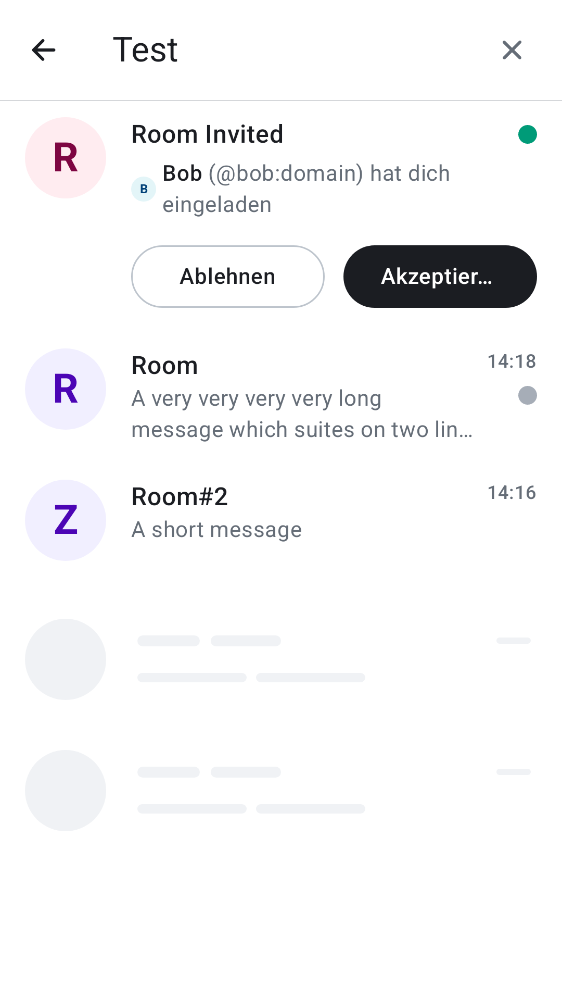 Test
R
Room Invited
B
Bob (@bob:domain) hat dich
eingeladen
Ablehnen
Akzeptier…
R
Room
14:18
A very very very very long
message which suites on two lin…
Z
Room#2
14:16
A short message